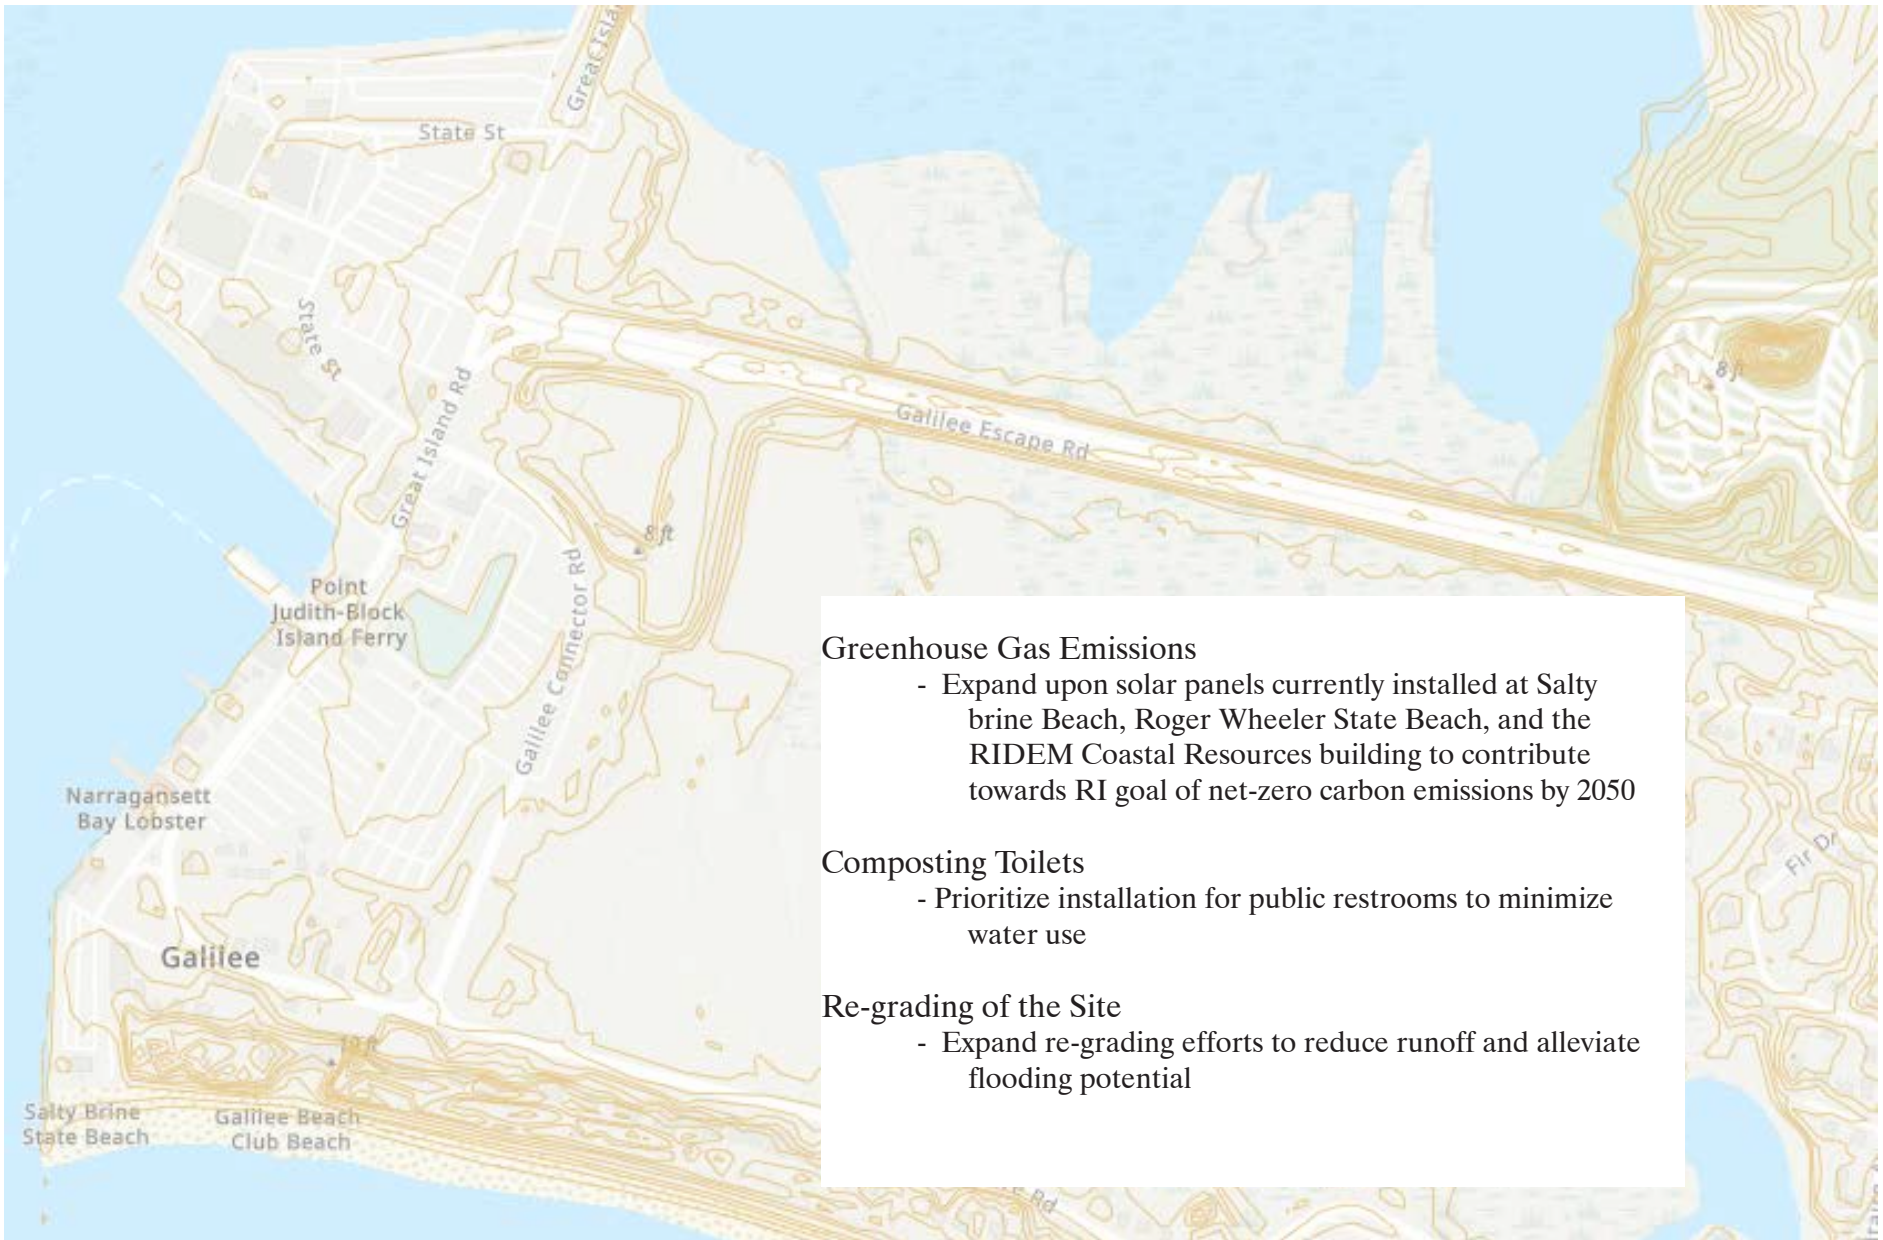 Great Isla
State St
State St
Great Island Rd
Galilee Escape Rd
8 ft
8 ft
Point
Judith-Block
Island Ferry
Galilee Connector Rd
Narragansett
Bay Lobster
Galilee
Salty Brine
State Beach
Galilee Beach
Club Beach
Fir Dr
Rd
Greenhouse Gas Emissions
- Expand upon solar panels currently installed at Salty
brine Beach, Roger Wheeler State Beach, and the
RIDEM Coastal Resources building to contribute
towards RI goal of net-zero carbon emissions by 2050
Composting Toilets
- Prioritize installation for public restrooms to minimize
water use
Re-grading of the Site
- Expand re-grading efforts to reduce runoff and alleviate
flooding potential